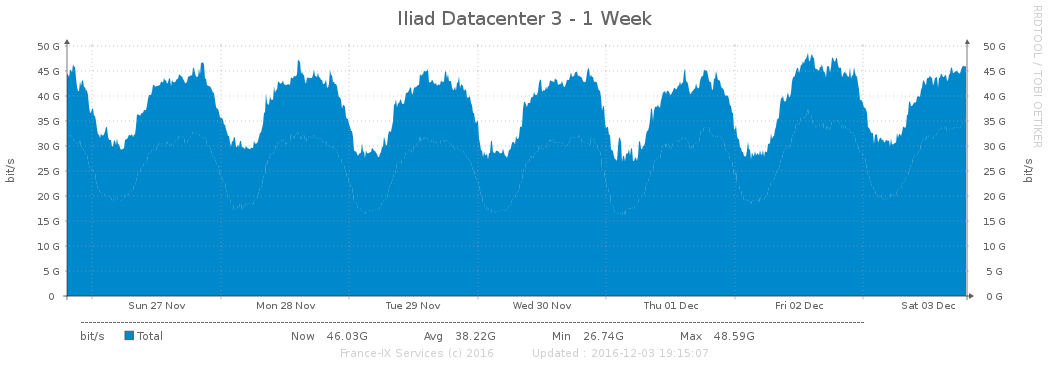 Iliad Datacenter 3 - 1 Week
RRDTOOL / TOBI OETIKER
50 G 50 G
45 G 45 G
40 G 40 G
35 G 35 G
30 G 30 G
25 G 25 G
20 G 20 G
15 G 15 G
10 G 10 G
5 G 5 G
0 0 G
bit/s bit/s
Sun 27 Nov Mon 28 Nov Tue 29 Nov Wed 30 Nov Thu 01 Dec Fri 02 Dec Sat 03 Dec
bit/s Total Now 46.03G Avg 38.22G Min 26.74G Max 48.59G
France-IX Services (c) 2016 Updated : 2016-12-03 19:15:07